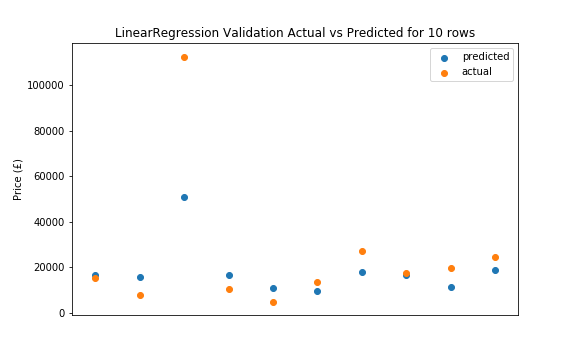 LinearRegression Validation Actual vs Predicted for 10 rows
predicted
actual
100000
80000
60000
40000
20000
0
Price (£)